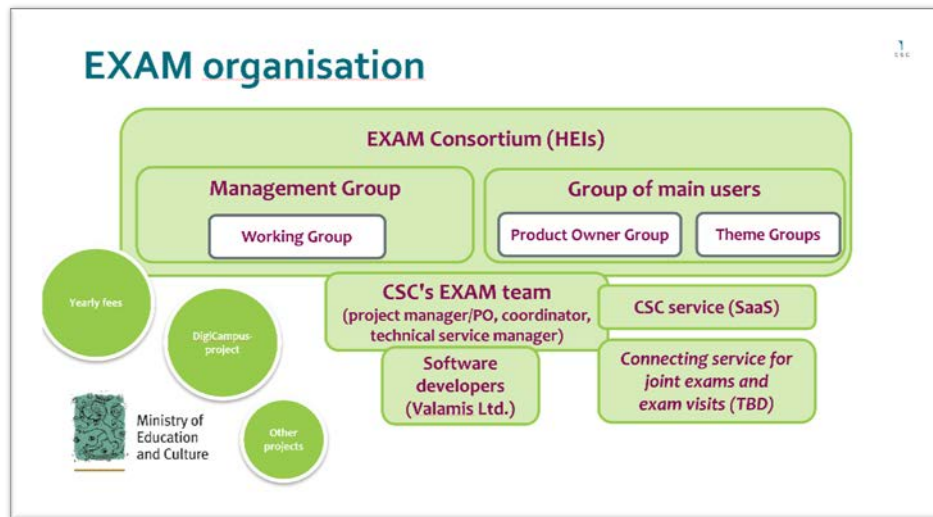 EXAM organisation
CSC
EXAM Consortium (HEIs)
Management Group
Working Group
Group of main users
Product Owner Group
Theme Groups
Yearly fees
DigiCampus-
project
Other
projects
CSC's EXAM team
(project manager/PO, coordinator,
technical service manager)
Software
developers
(Valamis Ltd.)
CSC service (SaaS)
Connecting service for
joint exams and
exam visits (TBD)
Ministry of
Education
and Culture